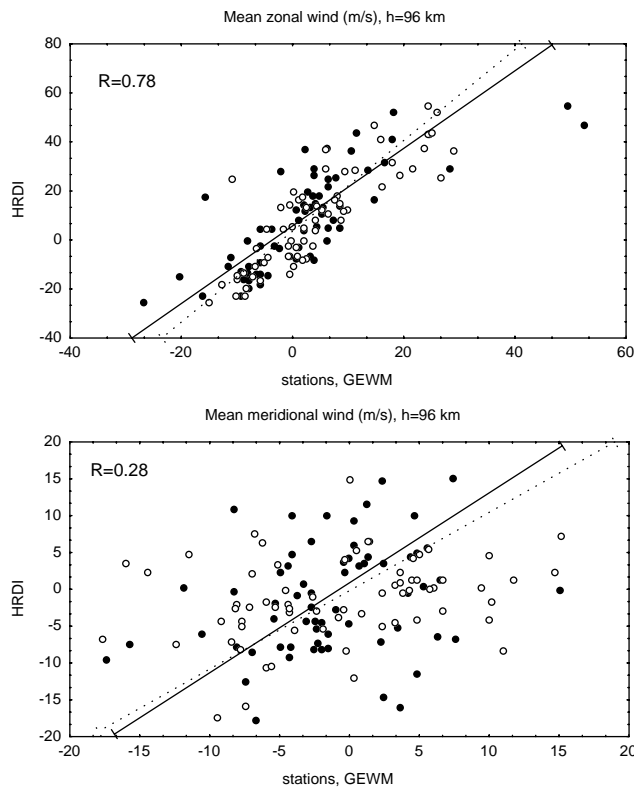 Mean zonal wind (m/s), h=96 km
80
R=0.78
60
40
HRDI
20
0
-20
-40
-40 -20 0 20 40 60
stations, GEWM
Mean meridional wind (m/s), h=96 km
20
R=0.28
15
10
5
HRDI
0
-5
-10
-15
-20
-20 -15 -10 -5 0 5 10 15 20
stations, GEWM